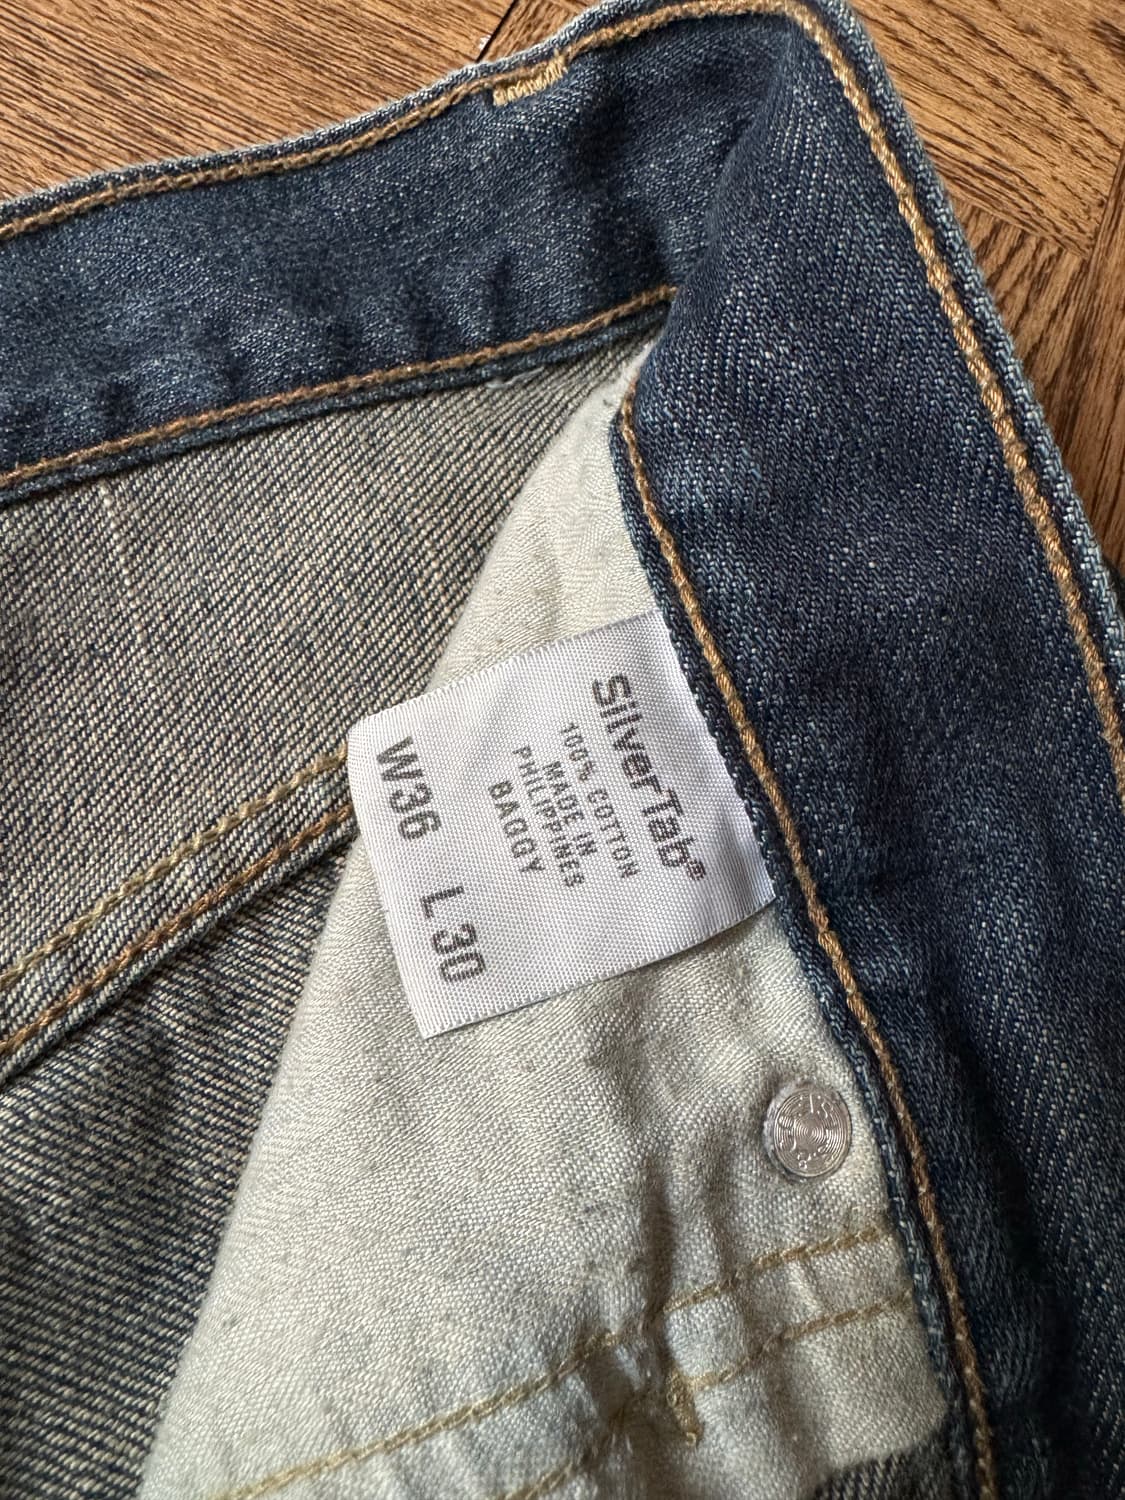 SilverTab®
100% COTTON
MADE IN
PHILIPPINES
BAGGY
W36 L30